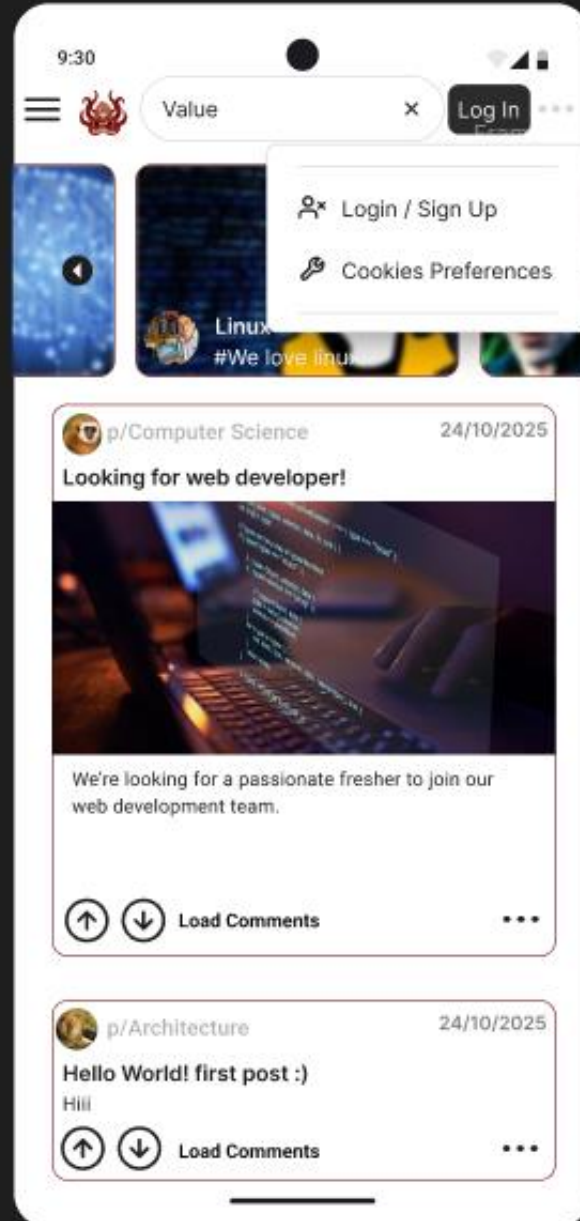 9:30
Value
Log In
Login / Sign Up
Cookies Preferences
Linux
#We love linux
p/Computer Science
24/10/2025
Looking for web developer!
We're looking for a passionate fresher to join our
web development team.
Load Comments
p/Architecture
24/10/2025
Hello World! first post :)
Hiii
Load Comments